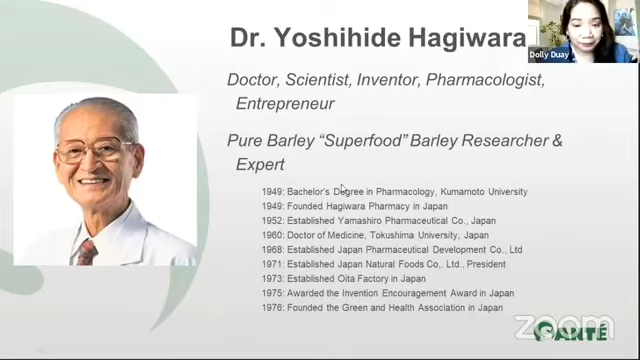 Dr. Yoshihide Hagiwara
Dolly Duay
Doctor, Scientist, Inventor, Pharmacologist,
Entrepreneur
Pure Barley “Superfood” Barley Researcher &
Expert
1949: Bachelor's Degree in Pharmacology, Kumamoto University
1949: Founded Hagiwara Pharmacy in Japan
1952: Established Yamashiro Pharmaceutical Co., Japan
1960: Doctor of Medicine, Tokushima University, Japan
1968: Established Japan Pharmaceutical Development Co., Ltd
1971: Established Japan Natural Foods Co,. Ltd., President
1973: Established Oita Factory in Japan
1975: Awarded the Invention Encouragement Award in Japan
1976: Founded the Green and Health Association in Japan
zoom
SANTÉ